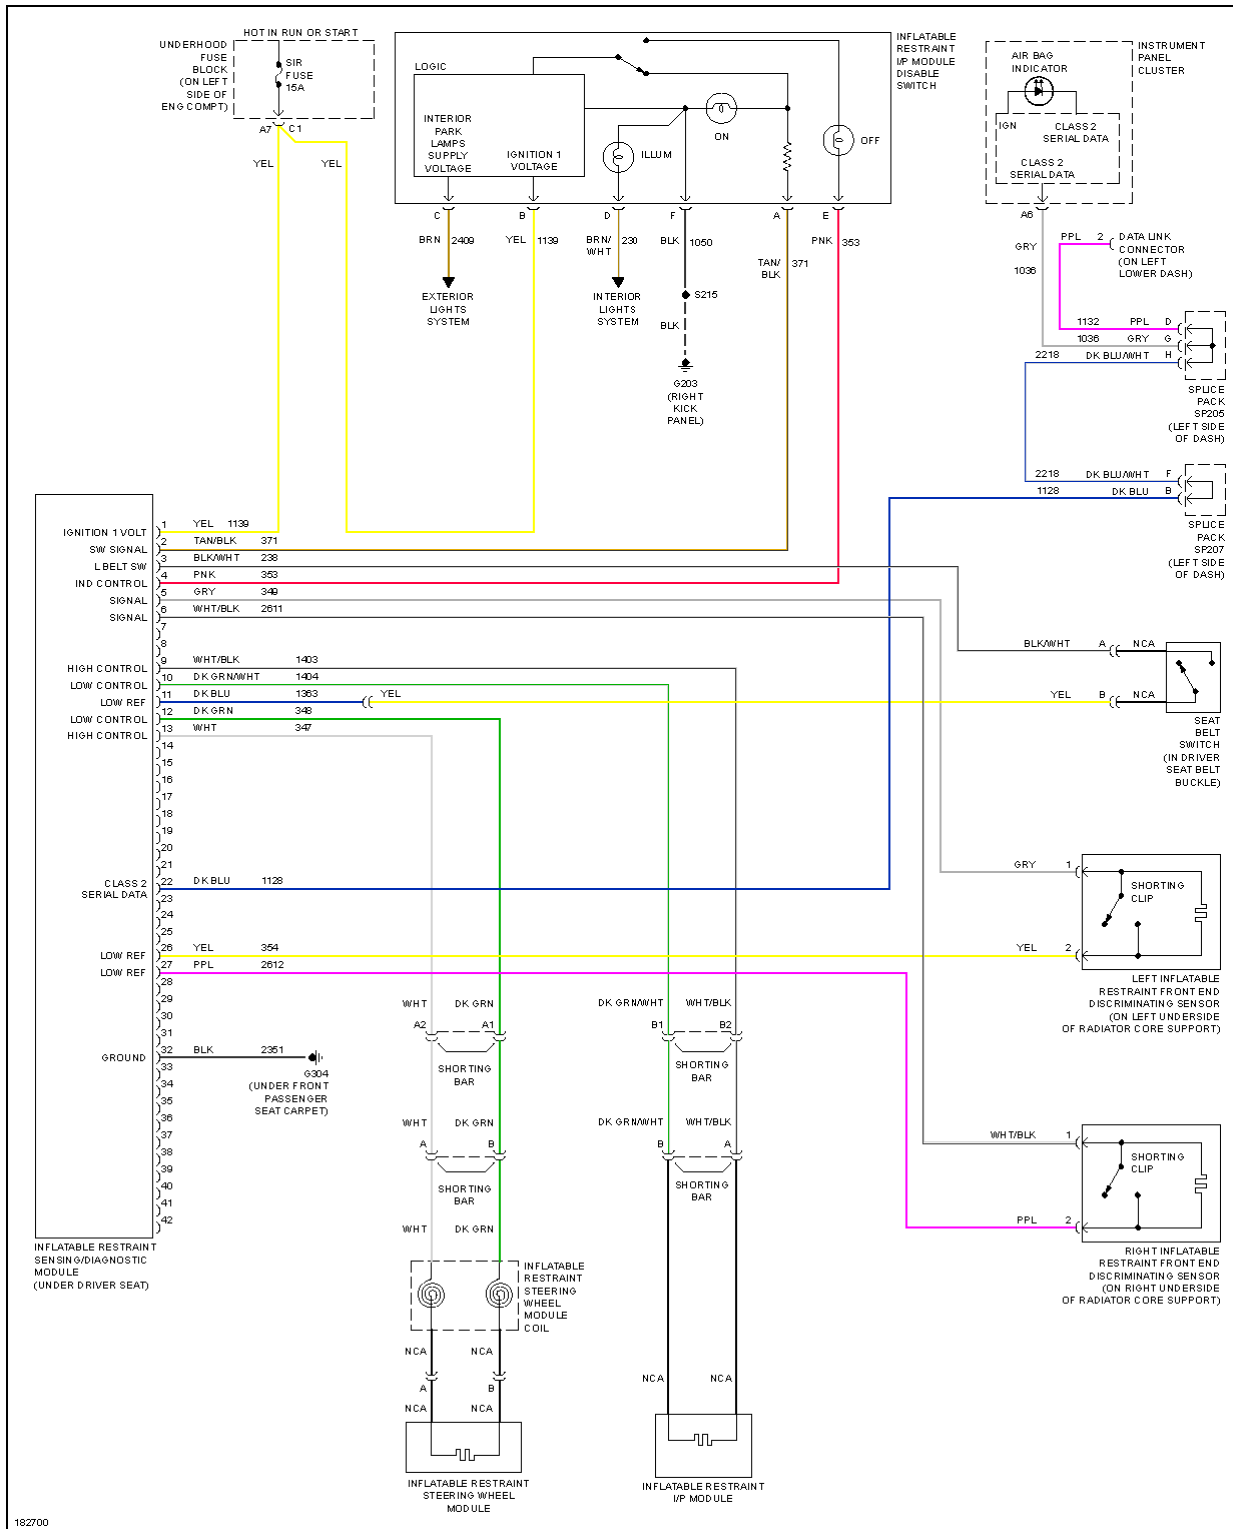 HOT IN RUN OR START
UNDERHOOD
FUSE
BLOCK
(ON LEFT
SIDE OF
ENG COMPT)
SIR
FUSE
15A
A7
C1
YEL
YEL
LOGIC
INTERIOR
PARK
LAMPS
SUPPLY
VOLTAGE
IGNITION 1
VOLTAGE
ILLUM
ON
OFF
INFLATABLE
RESTRAINT
I/P MODULE
DISABLE
SWITCH
C
B
D
F
A
E
BRN
2409
YEL
1139
BRN/
WHT
230
BLK
1050
TAN/
BLK
371
PNK
353
EXTERIOR
LIGHTS
SYSTEM
INTERIOR
LIGHTS
SYSTEM
S215
BLK
G203
(RIGHT
KICK
PANEL)
AIR BAG
INDICATOR
IGN
CLASS 2
SERIAL DATA
CLASS 2
SERIAL DATA
INSTRUMENT
PANEL
CLUSTER
A6
GRY
1036
PPL 2
DATA LINK
CONNECTOR
(ON LEFT
LOWER DASH)
1132 PPL D
1036 GRY G
2218 DK BLU/WHT H
SPLICE
PACK
SP205
(LEFT SIDE
OF DASH)
2218 DK BLU/WHT F
1128 DK BLU B
SPLICE
PACK
SP207
(LEFT SIDE
OF DASH)
IGNITION 1 VOLT 1 YEL 1139
SW SIGNAL 2 TAN/BLK 371
L BELT SW 3 BLK/WHT 238
IND CONTROL 4 PNK 353
SIGNAL 5 GRY 349
SIGNAL 6 WHT/BLK 2611
7
8
HIGH CONTROL 9 WHT/BLK 1403
LOW CONTROL 10 DK GRN/WHT 1404
LOW REF 11 DK BLU 1363 YEL
LOW CONTROL 12 DK GRN 348
HIGH CONTROL 13 WHT 347
14
15
16
17
18
19
20
21
CLASS 2
SERIAL DATA
22 DK BLU 1128
23
24
25
LOW REF 26 YEL 354
LOW REF 27 PPL 2612
28
29
30
31
GROUND 32 BLK 2351
33
34
35
36
37
38
39
40
41
42
G304
(UNDER FRONT
PASSENGER
SEAT CARPET)
INFLATABLE RESTRAINT
SENSING/DIAGNOSTIC
MODULE
(UNDER DRIVER SEAT)
BLK/WHT A NCA
YEL B NCA
SEAT
BELT
SWITCH
(IN DRIVER
SEAT BELT
BUCKLE)
GRY 1
SHORTING
CLIP
YEL 2
LEFT INFLATABLE
RESTRAINT FRONT END
DISCRIMINATING SENSOR
(ON LEFT UNDERSIDE
OF RADIATOR CORE SUPPORT)
WHT/BLK 1
SHORTING
CLIP
PPL 2
RIGHT INFLATABLE
RESTRAINT FRONT END
DISCRIMINATING SENSOR
(ON RIGHT UNDERSIDE
OF RADIATOR CORE SUPPORT)
WHT DK GRN
A2 A1
SHORTING
BAR
WHT DK GRN
A B
SHORTING
BAR
WHT DK GRN
INFLATABLE
RESTRAINT
STEERING
WHEEL
MODULE
COIL
NCA NCA
A B
NCA NCA
INFLATABLE RESTRAINT
STEERING WHEEL
MODULE
DK GRN/WHT WHT/BLK
B1 B2
SHORTING
BAR
DK GRN/WHT WHT/BLK
B A
SHORTING
BAR
NCA NCA
INFLATABLE RESTRAINT
I/P MODULE
182700